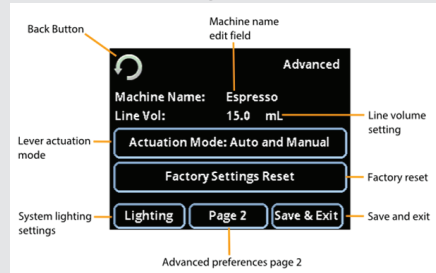 Machine name
edit field
Back Button
Advanced
Machine Name: Espresso
Line Vol: 15.0 mL
Line volume
setting
Lever actuation
mode
Actuation Mode: Auto and Manual
Factory Settings Reset
Factory reset
System lighting
settings
Lighting
Page 2
Save & Exit
Save and exit
Advanced preferences page 2